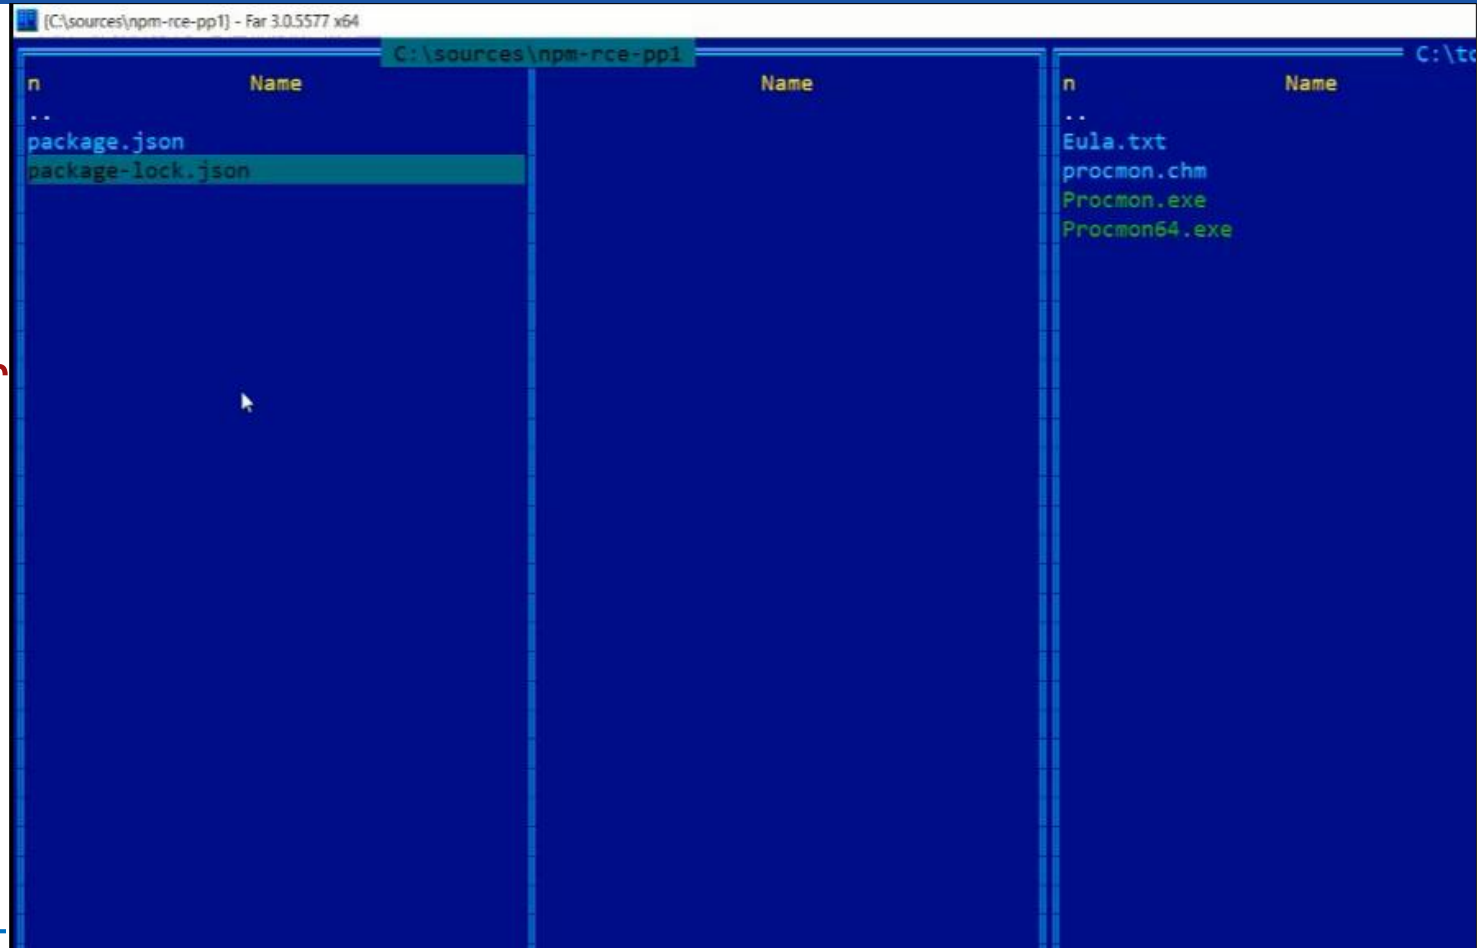 {C:\sources\npm-rce-pp1} - Far 3.0.5577 x64
C:\sources\npm-rce-pp1
n Name Name
..
package.json
package-lock.json
C:\to
n Name
..
Eula.txt
procmon.chm
Procmon.exe
Procmon64.exe